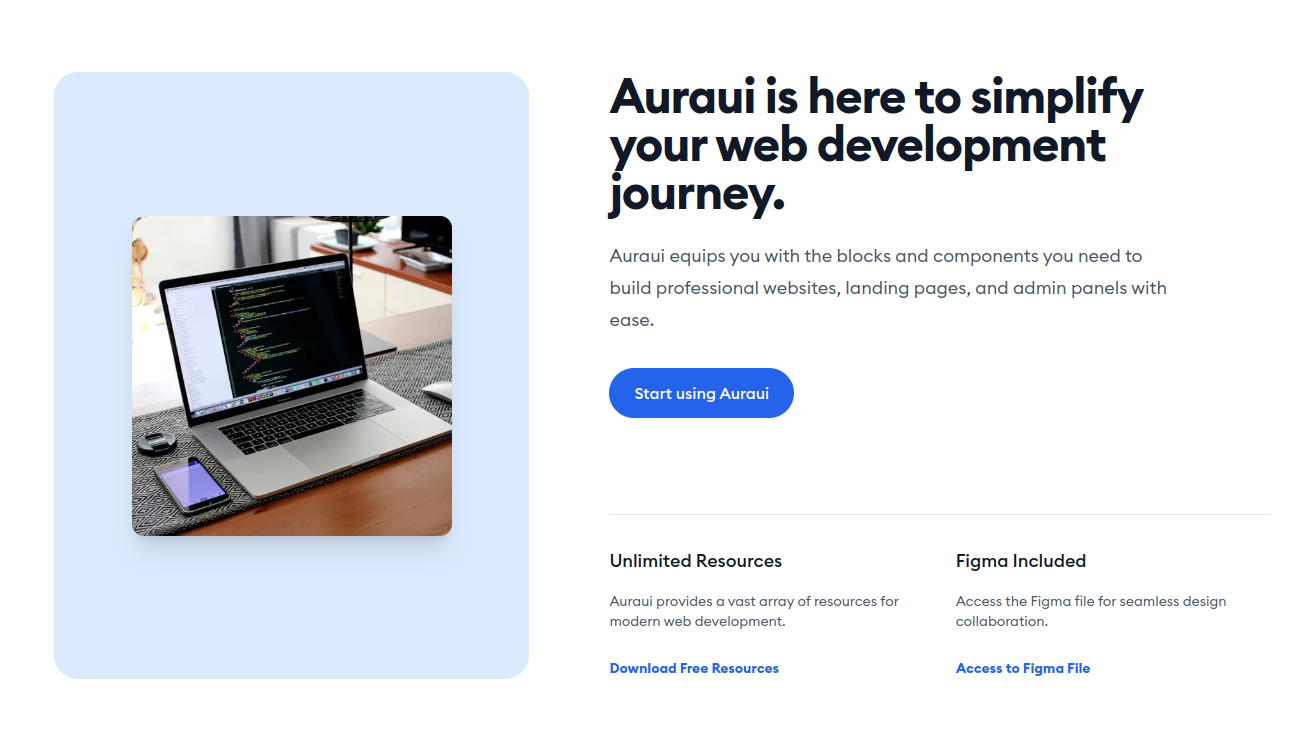 Auraui is here to simplify
your web development
journey.
Auraui equips you with the blocks and components you need to
build professional websites, landing pages, and admin panels with
ease.
Start using Auraui
Unlimited Resources
Auraui provides a vast array of resources for
modern web development.
Download Free Resources
Figma Included
Access the Figma file for seamless design
collaboration.
Access to Figma File